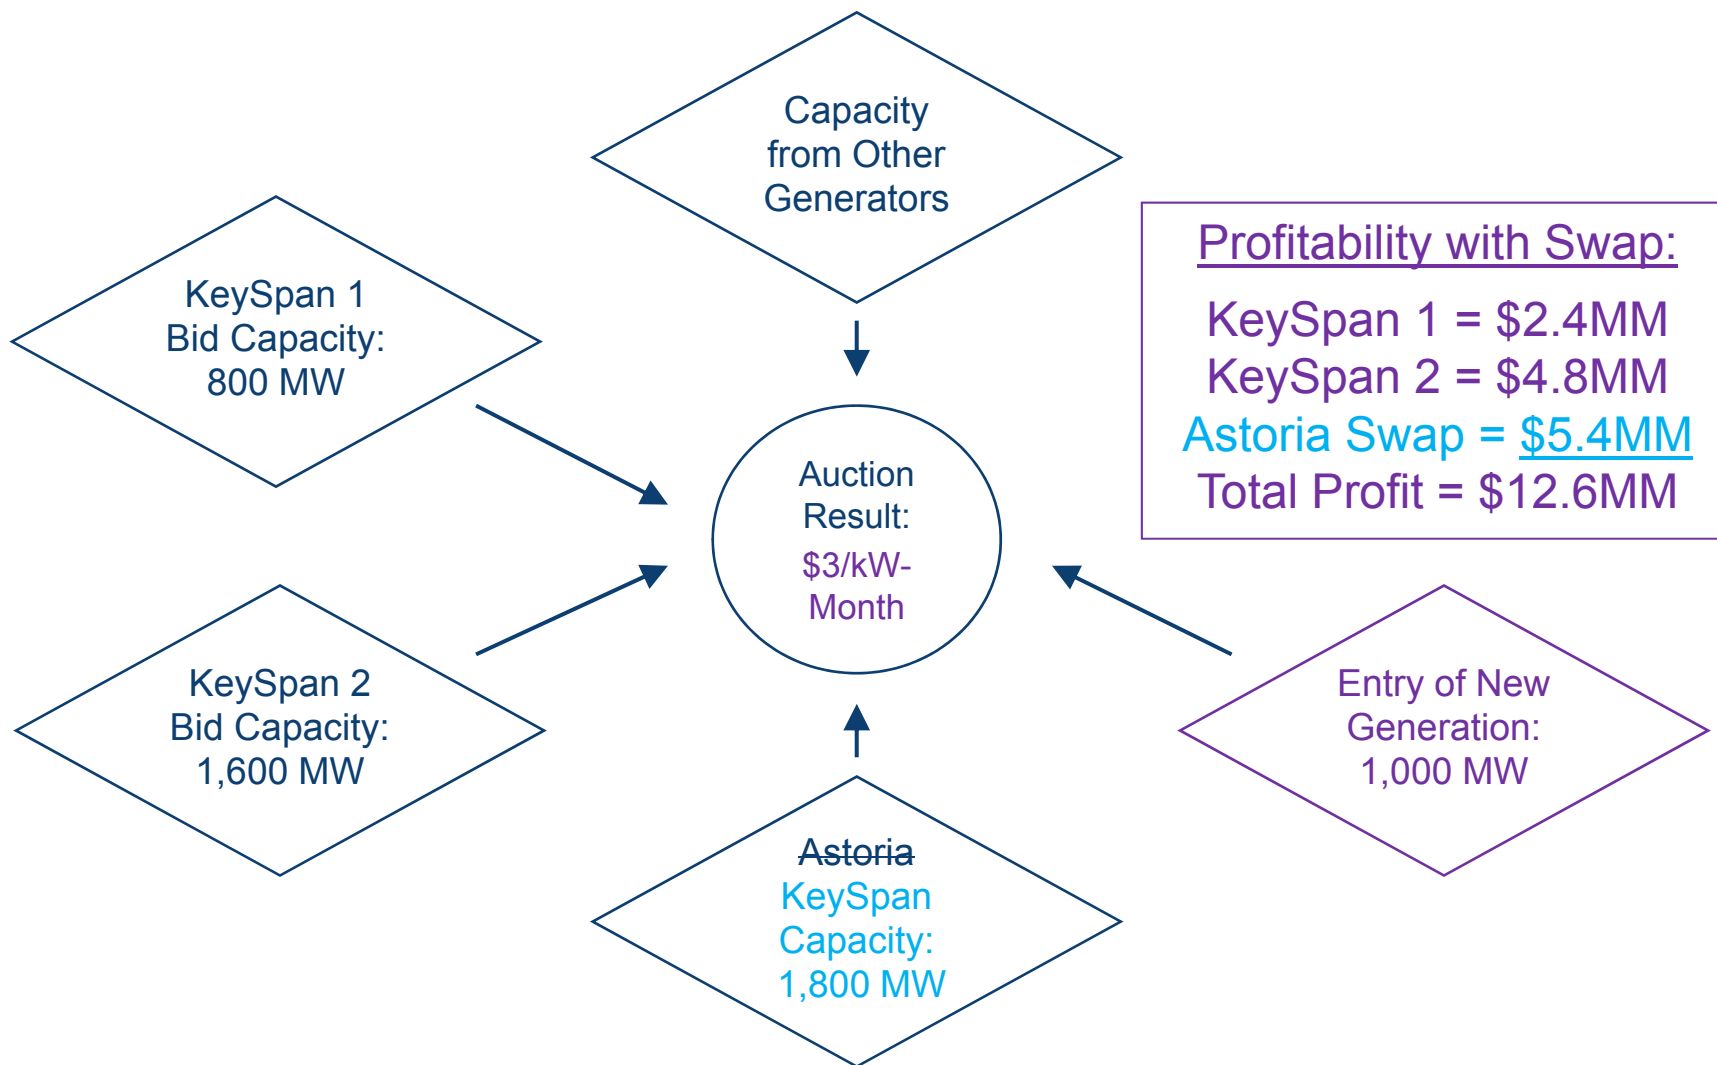 Capacity
from Other
Generators
KeySpan 1
Bid Capacity:
800 MW
Profitability with Swap:
KeySpan 1 = $2.4MM
KeySpan 2 = $4.8MM
Astoria Swap = $5.4MM
Total Profit = $12.6MM
Auction
Result:
$3/kW-
Month
KeySpan 2
Bid Capacity:
1,600 MW
Entry of New
Generation:
1,000 MW
Astoria
KeySpan
Capacity:
1,800 MW